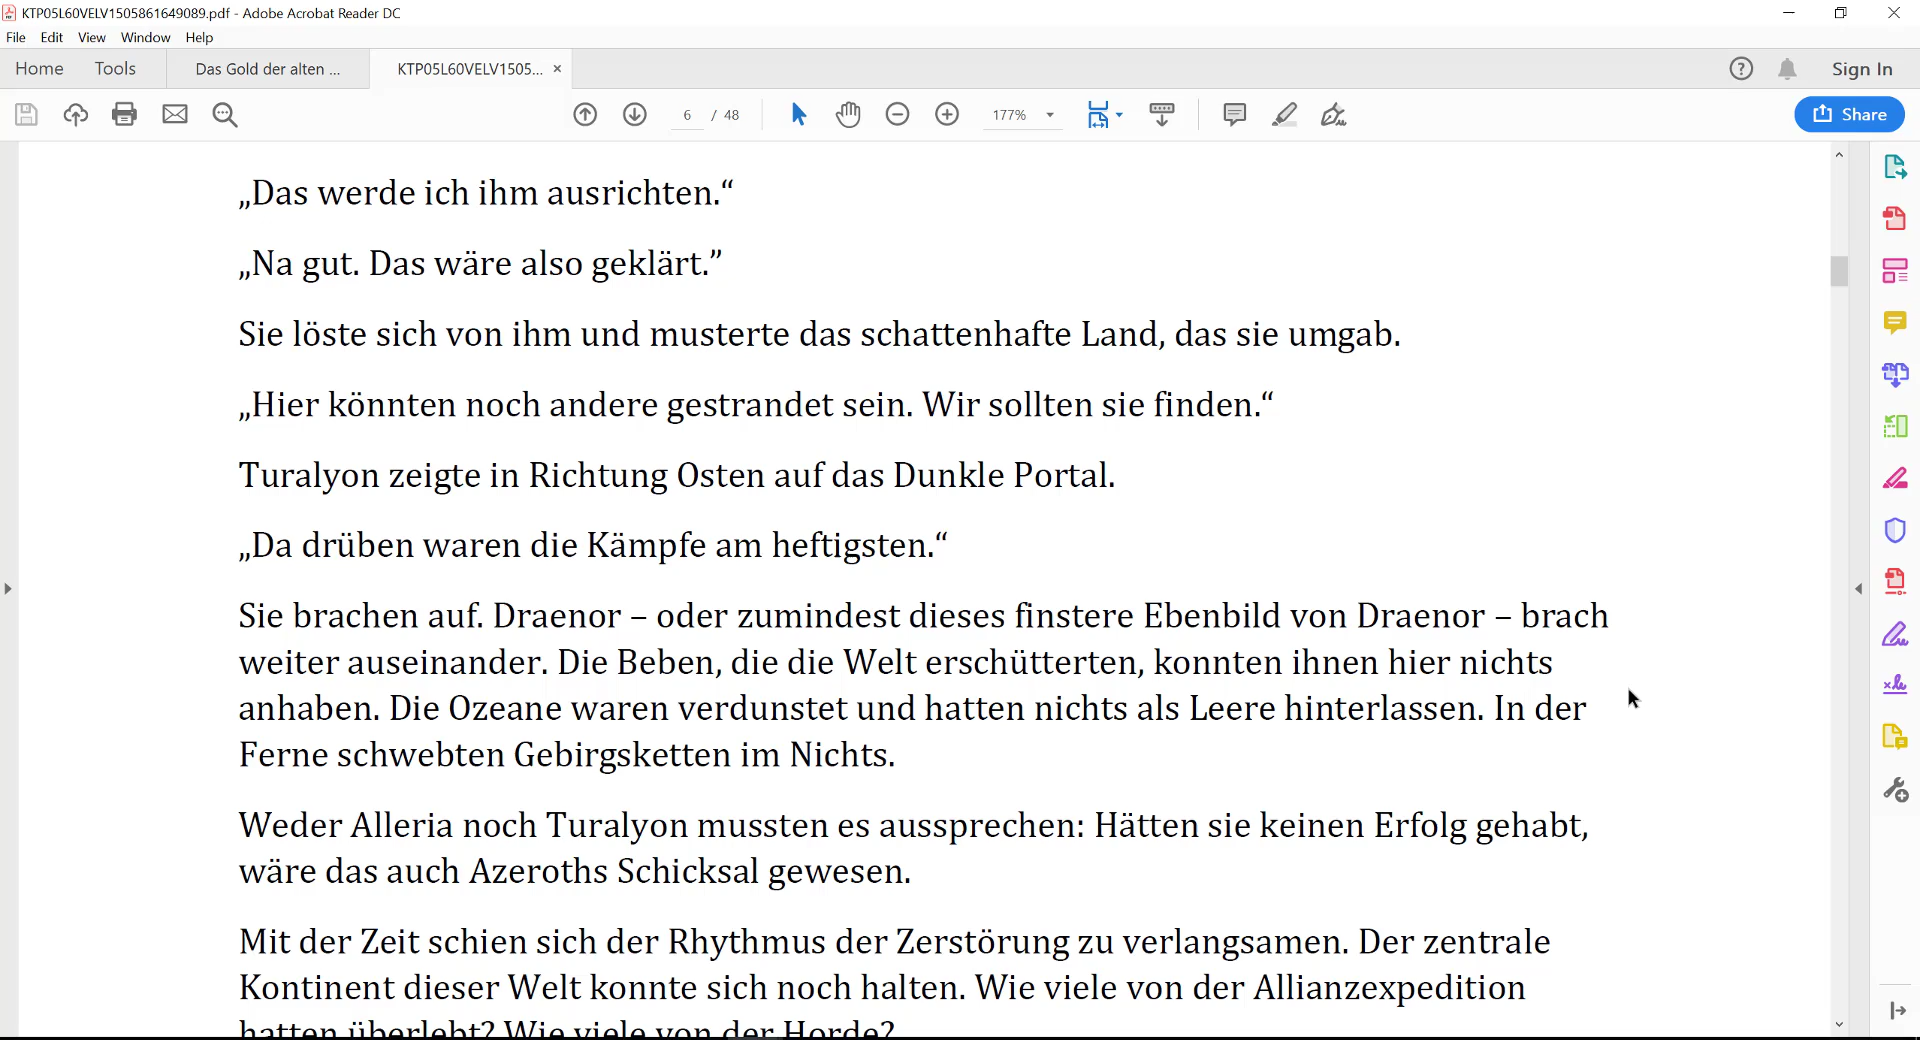 KTP05L60VELV1505861649089.pdf - Adobe Acrobat Reader DC
File Edit View Window Help
Home Tools Das Gold der alten ... KTP05L60VELV1505... ×
? Sign In
6 / 48 177% Share
„Das werde ich ihm ausrichten.“
„Na gut. Das wäre also geklärt.”
Sie löste sich von ihm und musterte das schattenhafte Land, das sie umgab.
„Hier könnten noch andere gestrandet sein. Wir sollten sie finden.“
Turalyon zeigte in Richtung Osten auf das Dunkle Portal.
„Da drüben waren die Kämpfe am heftigsten.“
Sie brachen auf. Draenor – oder zumindest dieses finstere Ebenbild von Draenor – brach
weiter auseinander. Die Beben, die die Welt erschütterten, konnten ihnen hier nichts
anhaben. Die Ozeane waren verdunstet und hatten nichts als Leere hinterlassen. In der
Ferne schwebten Gebirgsketten im Nichts.
Weder Alleria noch Turalyon mussten es aussprechen: Hätten sie keinen Erfolg gehabt,
wäre das auch Azeroths Schicksal gewesen.
Mit der Zeit schien sich der Rhythmus der Zerstörung zu verlangsamen. Der zentrale
Kontinent dieser Welt konnte sich noch halten. Wie viele von der Allianzexpedition
hatten überlebt? Wie viele von der Horde?